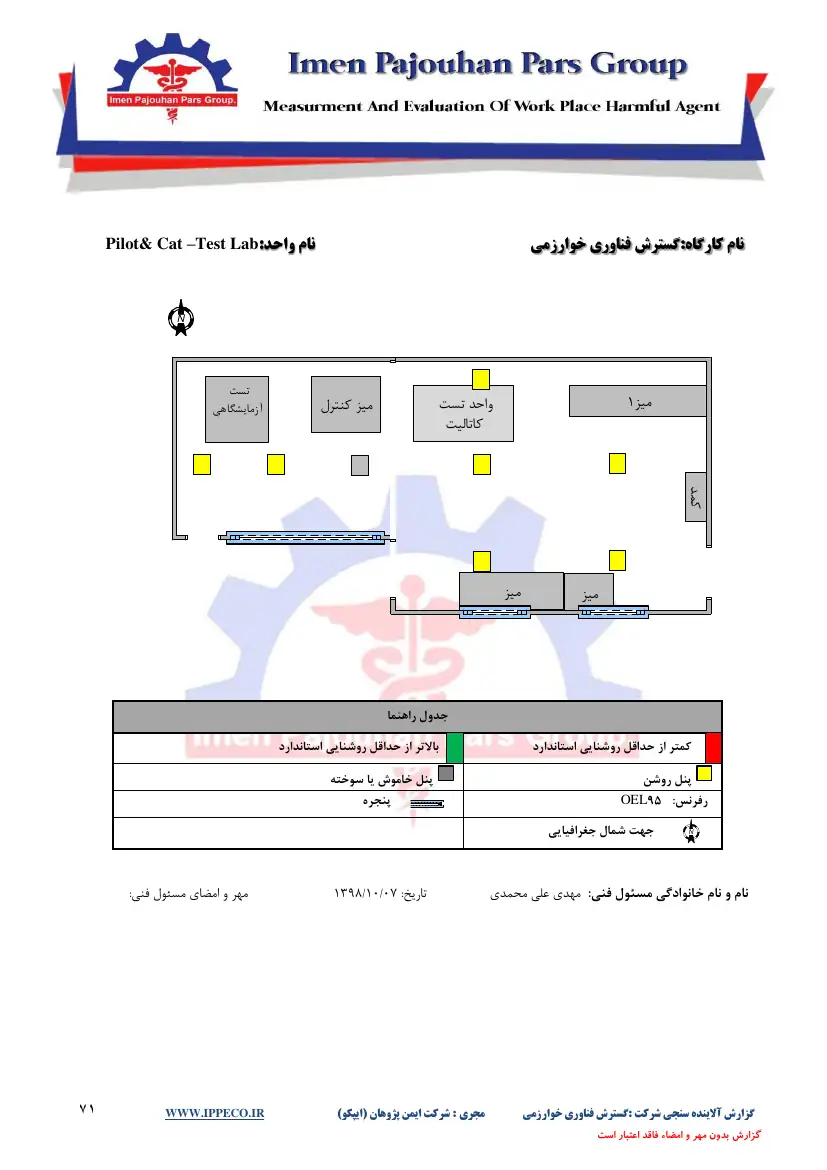 Imen Pajouhan Pars Group
Measurment And Evaluation Of Work Place Harmful Agent
Imen Pajouhan Pars Group.
نام کارگاه:گسترش فناوری خوارزمی
نام واحد:Pilot& Cat –Test Lab
N
تست
آزمایشگاهی
میز کنترل
واحد تست
کاتالیت
میز۱
کمد
میز
میز
جدول راهنما
کمتر از حداقل روشنایی استاندارد
بالاتر از حداقل روشنایی استاندارد
پنل روشن
پنل خاموش یا سوخته
رفرنس: OEL۹۵
پنجره
جهت شمال جغرافیایی
نام و نام خانوادگی مسئول فنی: مهدی علی محمدی
تاریخ: ۱۳۹۸/۱۰/۰۷
مهر و امضای مسئول فنی:
گزارش آلاینده سنجی شرکت :گسترش فناوری خوارزمی
مجری : شرکت ایمن پژوهان (ایپکو)
WWW.IPPECO.IR
۷۱
گزارش بدون مهر و امضاء فاقد اعتبار است